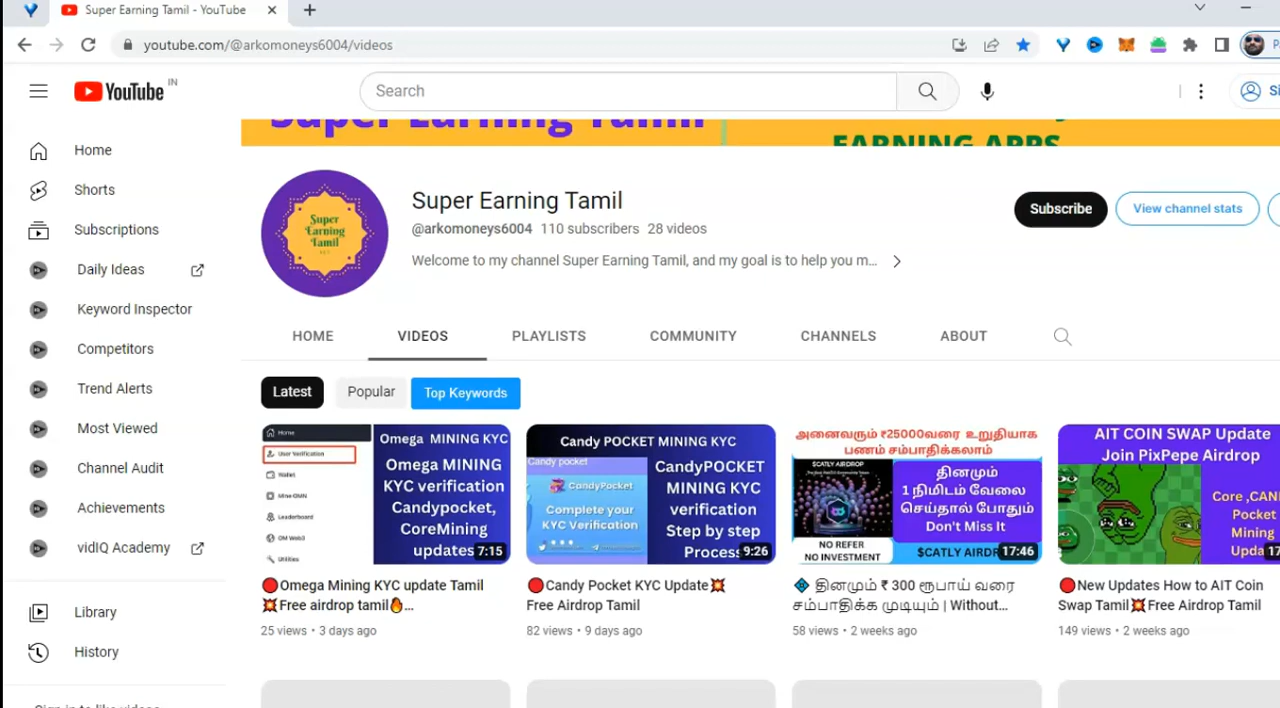 Super Earning Tamil - YouTube
youtube.com/@arkomoneys6004/videos
YouTube IN
Search
Super Earning Tamil
EARNING APPS
Home
Shorts
Subscriptions
Daily Ideas
Keyword Inspector
Competitors
Trend Alerts
Most Viewed
Channel Audit
Achievements
vidIQ Academy
Library
History
Super
Earning
Tamil
Super Earning Tamil
@arkomoneys6004 110 subscribers 28 videos
Welcome to my channel Super Earning Tamil, and my goal is to help you m...
Subscribe
View channel stats
HOME VIDEOS PLAYLISTS COMMUNITY CHANNELS ABOUT
Latest Popular Top Keywords
Home
User Verification
Wallet
Mine OMN
Leaderboard
OM Web3
Utilities
Omega MINING KYC
Omega MINING
KYC verification
Candypocket,
CoreMining
updates
7:15
🔴Omega Mining KYC update Tamil
💥Free airdrop tamil🔥...
25 views • 3 days ago
Candy POCKET MINING KYC
Candy pocket
CandyPocket
Complete your
KYC Verification
CandyPOCKET
MINING KYC
verification
Step by step
Process
9:26
🔴Candy Pocket KYC Update💥
Free Airdrop Tamil
82 views • 9 days ago
அனைவரும் ₹25000வரை உறுதியாக
பணம் சம்பாதிக்கலாம்
SCATLY AIRDROP
தினமும்
1 நிமிடம் வேலை
செய்தால் போதும்
Don't Miss It
NO REFER
NO INVESTMENT
$CATLY AIRDR
17:46
💠 தினமும் ₹ 300 ரூபாய் வரை
சம்பாதிக்க முடியும் | Without...
58 views • 2 weeks ago
AIT COIN SWAP Update
Join PixPepe Airdrop
Core ,CAN
Pocket
Mining
Upda
17
🔴New Updates How to AIT Coin
Swap Tamil💥Free Airdrop Tamil
149 views • 2 weeks ago